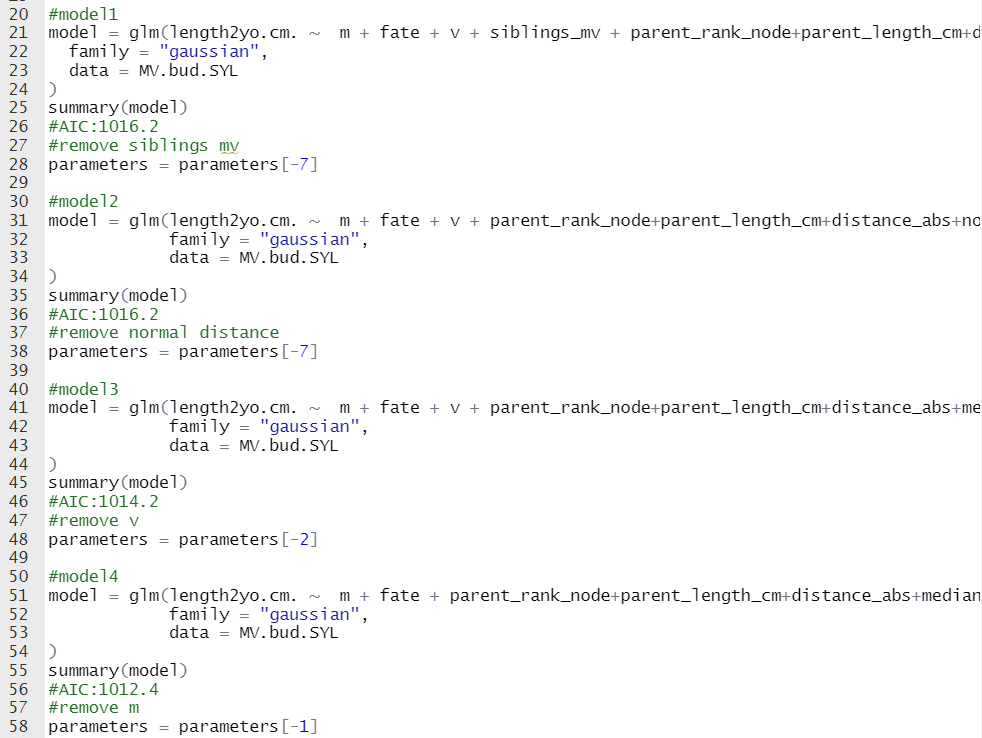 20 #model1
21 model = glm(length2yo.cm. ~  m + fate + v + siblings_mv + parent_rank_node+parent_length_cm+d
22   family = "gaussian",
23   data = MV.bud.SYL
24 )
25 summary(model)
26 #AIC:1016.2
27 #remove siblings mv
28 parameters = parameters[-7]
29
30 #model2
31 model = glm(length2yo.cm. ~  m + fate + v + parent_rank_node+parent_length_cm+distance_abs+no
32             family = "gaussian",
33             data = MV.bud.SYL
34 )
35 summary(model)
36 #AIC:1016.2
37 #remove normal distance
38 parameters = parameters[-7]
39
40 #model3
41 model = glm(length2yo.cm. ~  m + fate + v + parent_rank_node+parent_length_cm+distance_abs+me
42             family = "gaussian",
43             data = MV.bud.SYL
44 )
45 summary(model)
46 #AIC:1014.2
47 #remove v
48 parameters = parameters[-2]
49
50 #model4
51 model = glm(length2yo.cm. ~  m + fate + parent_rank_node+parent_length_cm+distance_abs+median
52             family = "gaussian",
53             data = MV.bud.SYL
54 )
55 summary(model)
56 #AIC:1012.4
57 #remove m
58 parameters = parameters[-1]